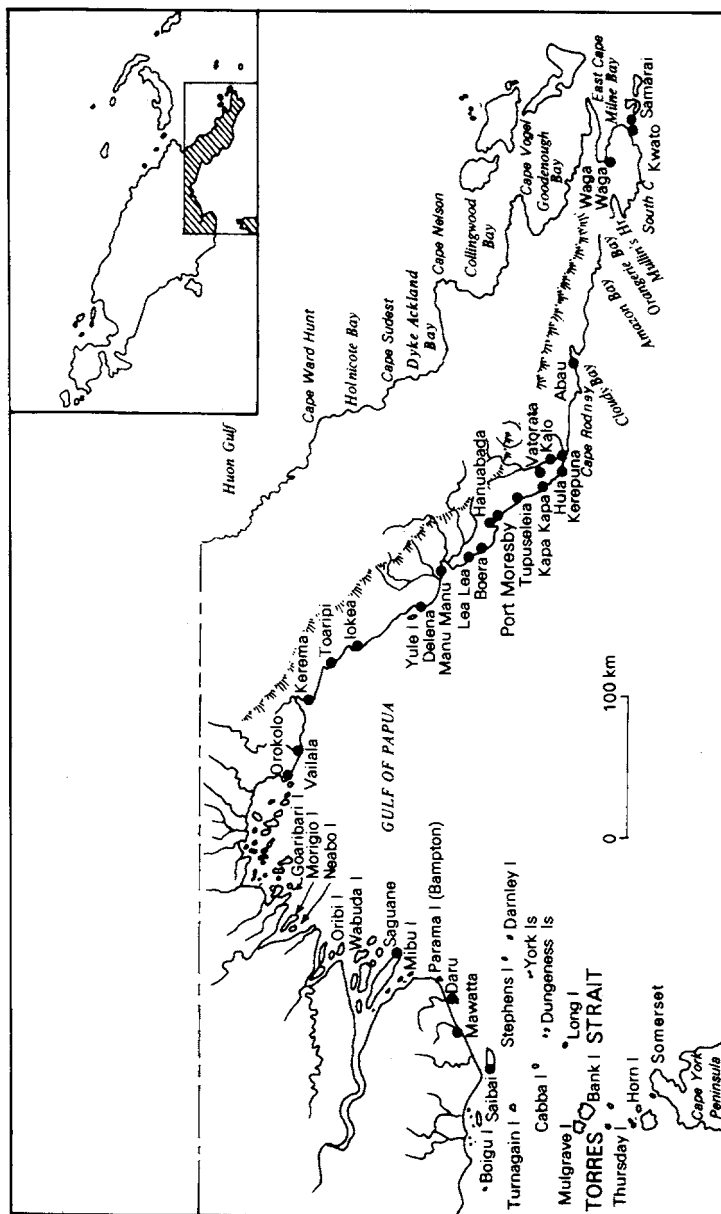 Huon Gulf
Cape Ward Hunt
Holnicote Bay
Cape Sudest
Dyke Ackland
Bay
Cape Nelson
Collingwood
Bay
Cape Vogel
Goodenough
Bay
East Cape
Milne Bay
Samarai
Kwato
Waga
Waga
South C
Mullin's Hr
Orangerie Bay
Amazon Bay
Abau
Cloudy Bay
Cape Rodney
Vatorata
Kalo
Hula
Kerepuna
Kapa Kapa
Tupuseleia
Hanuabada
Port Moresby
Boera
Lea Lea
Manu Manu
Delena
Yule I
Iokea
Toaripi
Kerema
Orokolo
Vailala
GULF OF PAPUA
0
100 km
Goaribari I
Morigio I
Neabo I
Oribi I
Wabuda I
Saguane
Mibu I
Parama I (Bampton)
Daru
Mawatta
Saibai
Boigu I
Turnagain I
Stephens I
Darnley I
York Is
Dungeness Is
Cabba I
Long I
Mulgrave I
Bank I
TORRES STRAIT
Thursday I
Horn I
Somerset
Cape York
Peninsula